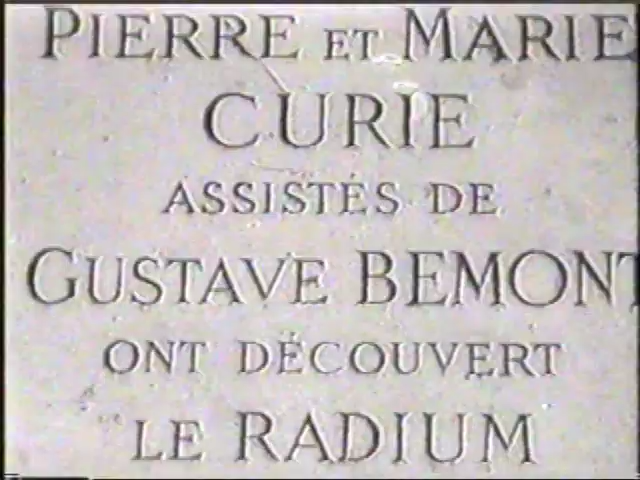 PIERRE ET MARIE
CURIE
ASSISTÉS DE
GUSTAVE BEMONT
ONT DÉCOUVERT
LE RADIUM